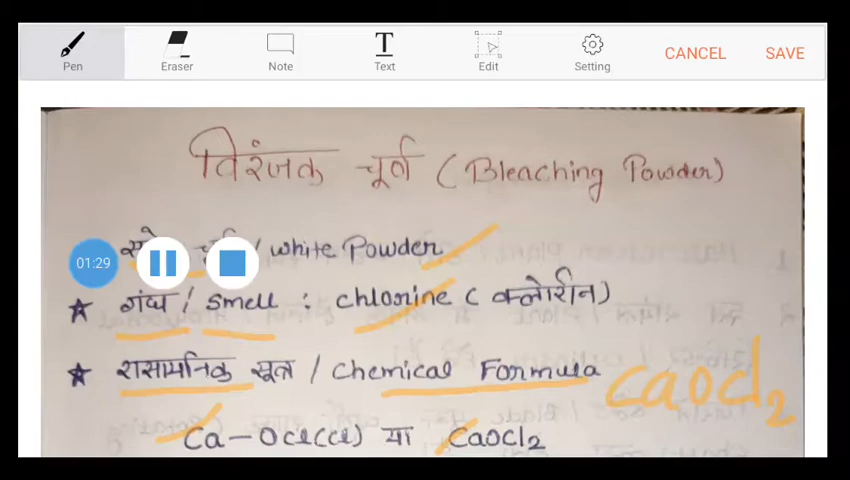 Pen Eraser Note Text Edit Setting CANCEL SAVE
विरंजक चूर्ण (Bleaching Powder)
01:29 / white Powder
★ गंध / smell : chlorine ( क्लोरीन)
★ रासायनिक सूत्र / chemical Formula caocl2
Ca-Ocl(cl) या CaOcl2